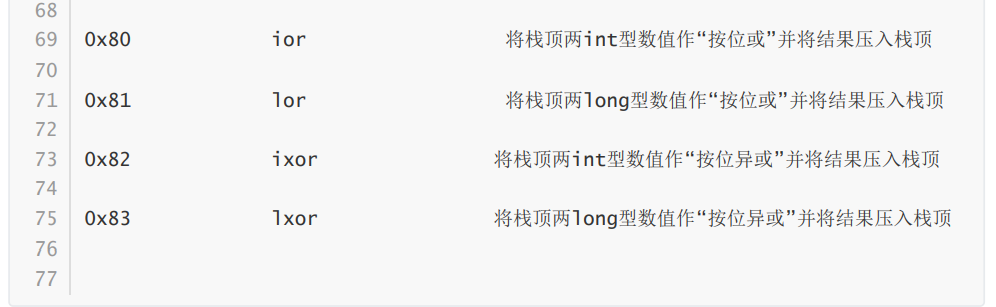 68
69 0x80 ior 将栈顶两int型数值作“按位或”并将结果压入栈顶
70
71 0x81 lor 将栈顶两long型数值作“按位或”并将结果压入栈顶
72
73 0x82 ixor 将栈顶两int型数值作“按位异或”并将结果压入栈顶
74
75 0x83 lxor 将栈顶两long型数值作“按位异或”并将结果压入栈顶
76
77